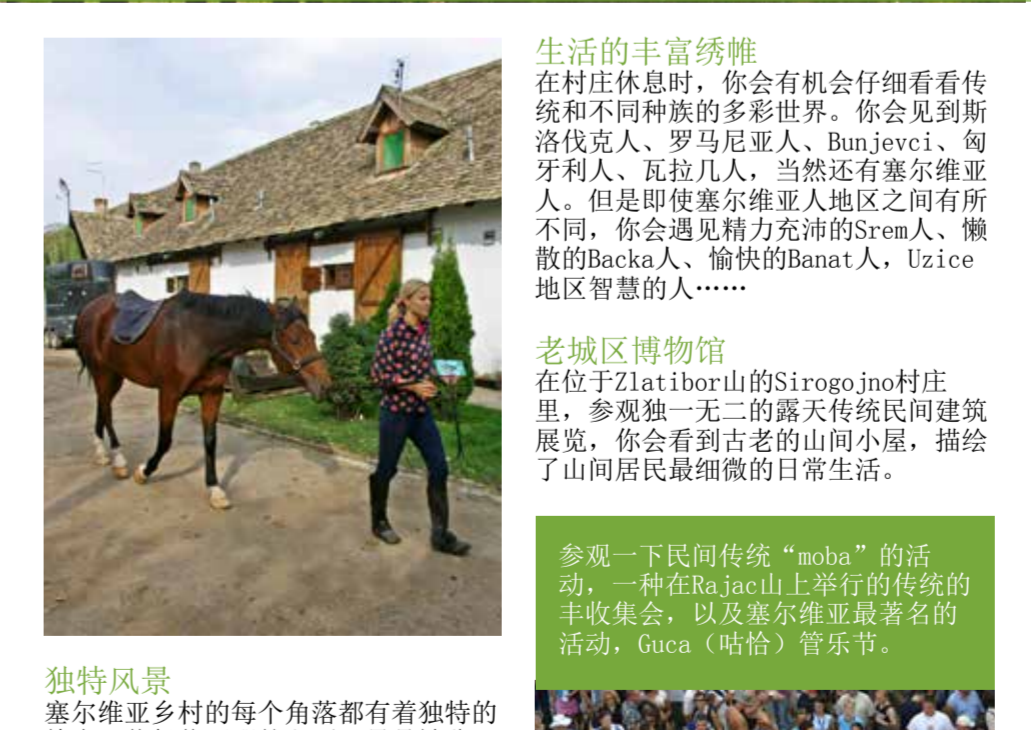 独特风景
塞尔维亚乡村的每个角落都有着独特的
生活的丰富绣帷
在村庄休息时，你会有机会仔细看看传
统和不同种族的多彩世界。你会见到斯
洛伐克人、罗马尼亚人、Bunjevci、匈
牙利人、瓦拉几人，当然还有塞尔维亚
人。但是即使塞尔维亚人地区之间有所
不同，你会遇见精力充沛的Srem人、懒
散的Backa人、愉快的Banat人，Uzice
地区智慧的人……
老城区博物馆
在位于Zlatibor山的Sirogojno村庄
里，参观独一无二的露天传统民间建筑
展览，你会看到古老的山间小屋，描绘
了山间居民最细微的日常生活。
参观一下民间传统“moba”的活
动，一种在Rajac山上举行的传统的
丰收集会，以及塞尔维亚最著名的
活动，Guca（咕恰）管乐节。